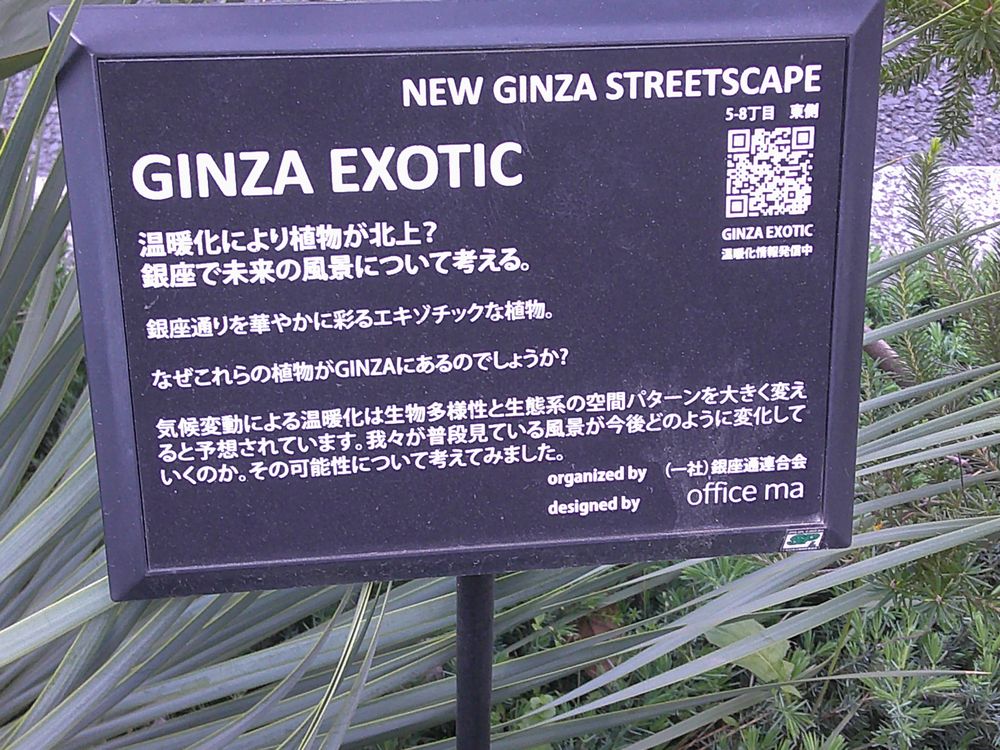 NEW GINZA STREETSCAPE
5-8丁目 東側
GINZA EXOTIC
GINZA EXOTIC
温暖化情報発信中
温暖化により植物が北上?
銀座で未来の風景について考える。
銀座通りを華やかに彩るエキゾチックな植物。
なぜこれらの植物がGINZAにあるのでしょうか?
気候変動による温暖化は生物多様性と生態系の空間パターンを大きく変え
ると予想されています。我々が普段見ている風景が今後どのように変化して
いくのか。その可能性について考えてみました。
organized by (一社)銀座通連合会
designed by office ma